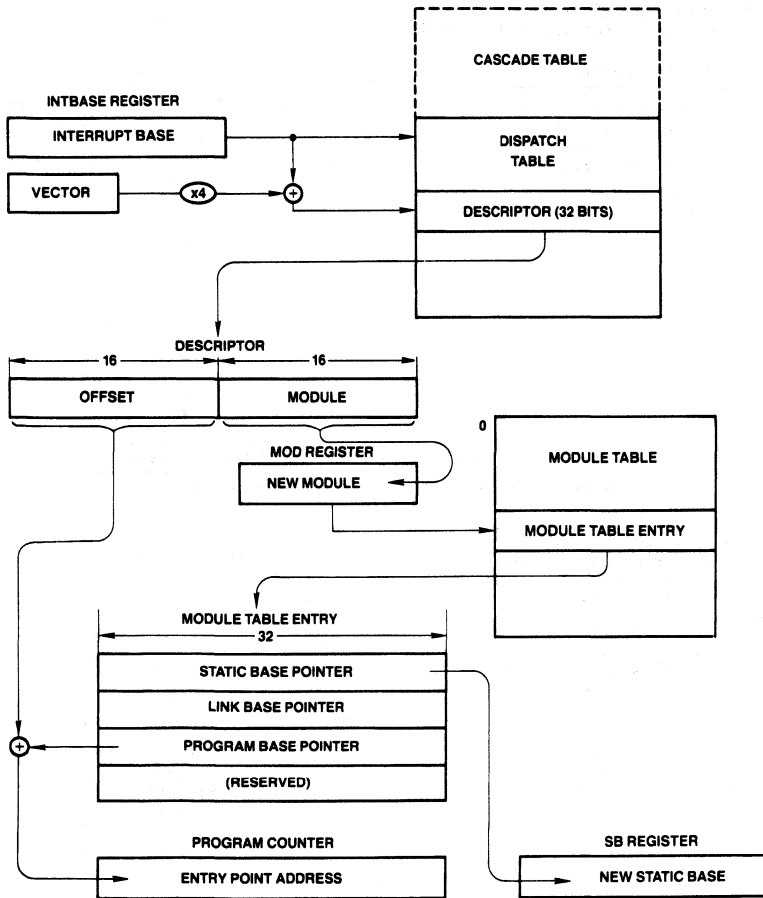 CASCADE TABLE
INTBASE REGISTER
INTERRUPT BASE
DISPATCH
TABLE
VECTOR
x4
+
DESCRIPTOR (32 BITS)
DESCRIPTOR
16
16
OFFSET
MODULE
MOD REGISTER
NEW MODULE
0
MODULE TABLE
MODULE TABLE ENTRY
MODULE TABLE ENTRY
32
STATIC BASE POINTER
LINK BASE POINTER
+
PROGRAM BASE POINTER
(RESERVED)
PROGRAM COUNTER
ENTRY POINT ADDRESS
SB REGISTER
NEW STATIC BASE